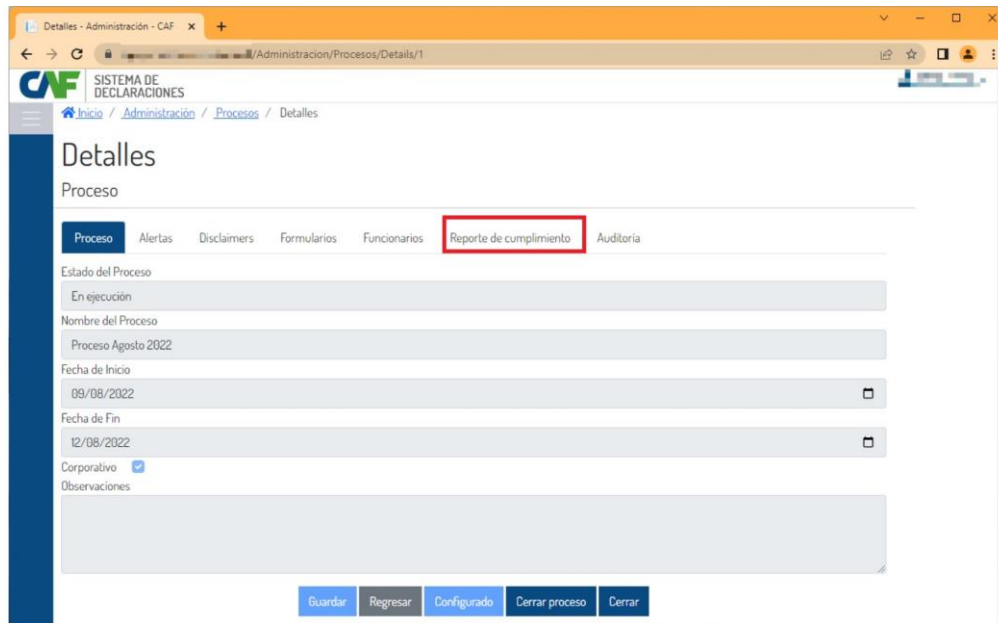 Detalles - Administración - CAF
/Administracion/Procesos/Details/1
CAF SISTEMA DE
DECLARACIONES
Inicio / Administración / Procesos / Detalles
Detalles
Proceso
Proceso Alertas Disclaimers Formularios Funcionarios Reporte de cumplimiento Auditoría
Estado del Proceso
En ejecución
Nombre del Proceso
Proceso Agosto 2022
Fecha de Inicio
09/08/2022
Fecha de Fin
12/08/2022
Corporativo
Observaciones
Guardar Regresar Configurado Cerrar proceso Cerrar